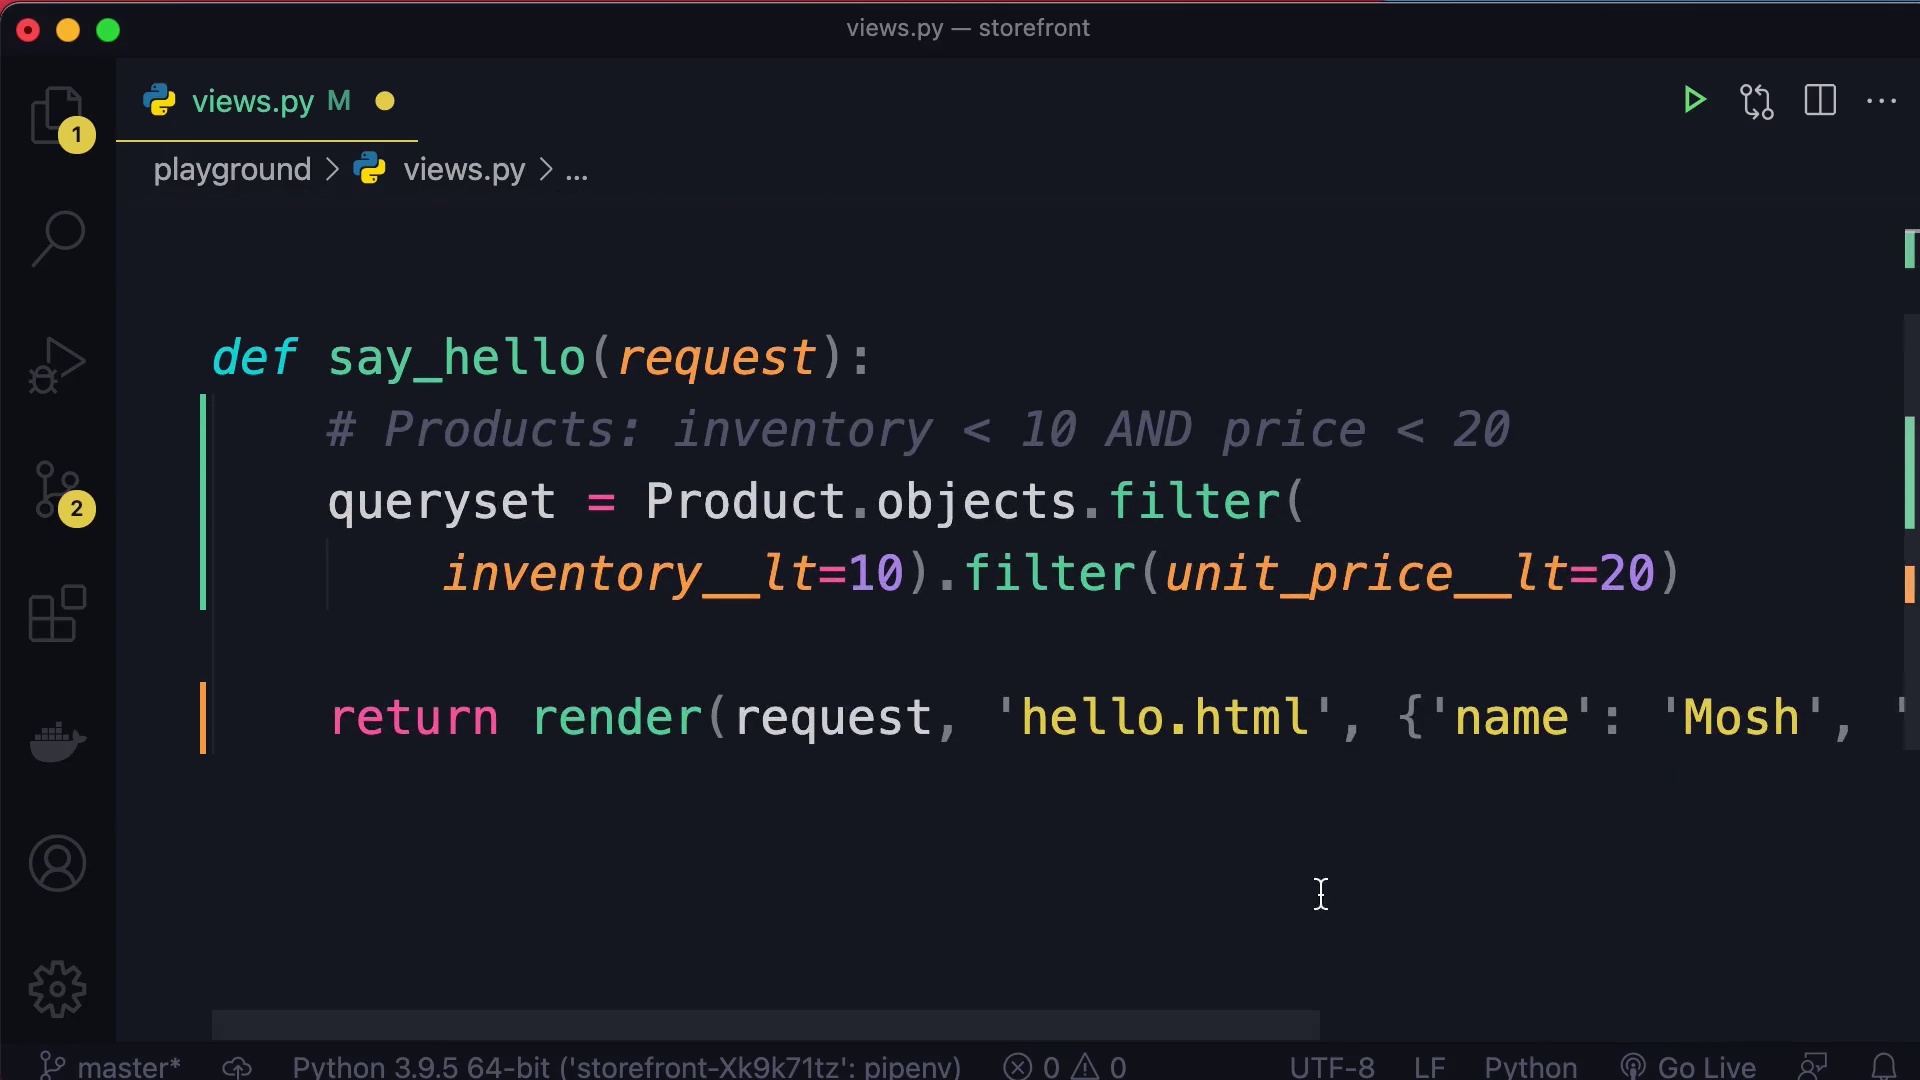 views.py — storefront
views.py M
1
playground > views.py > ...
def say_hello(request):
# Products: inventory < 10 AND price < 20
queryset = Product.objects.filter(
2
inventory__lt=10).filter(unit_price__lt=20)
return render(request, 'hello.html', {'name': 'Mosh', '
master* Python 3.9.5 64-bit ('storefront-Xk9k71tz': pipenv) 0 0 UTF-8 LF Python Go Live